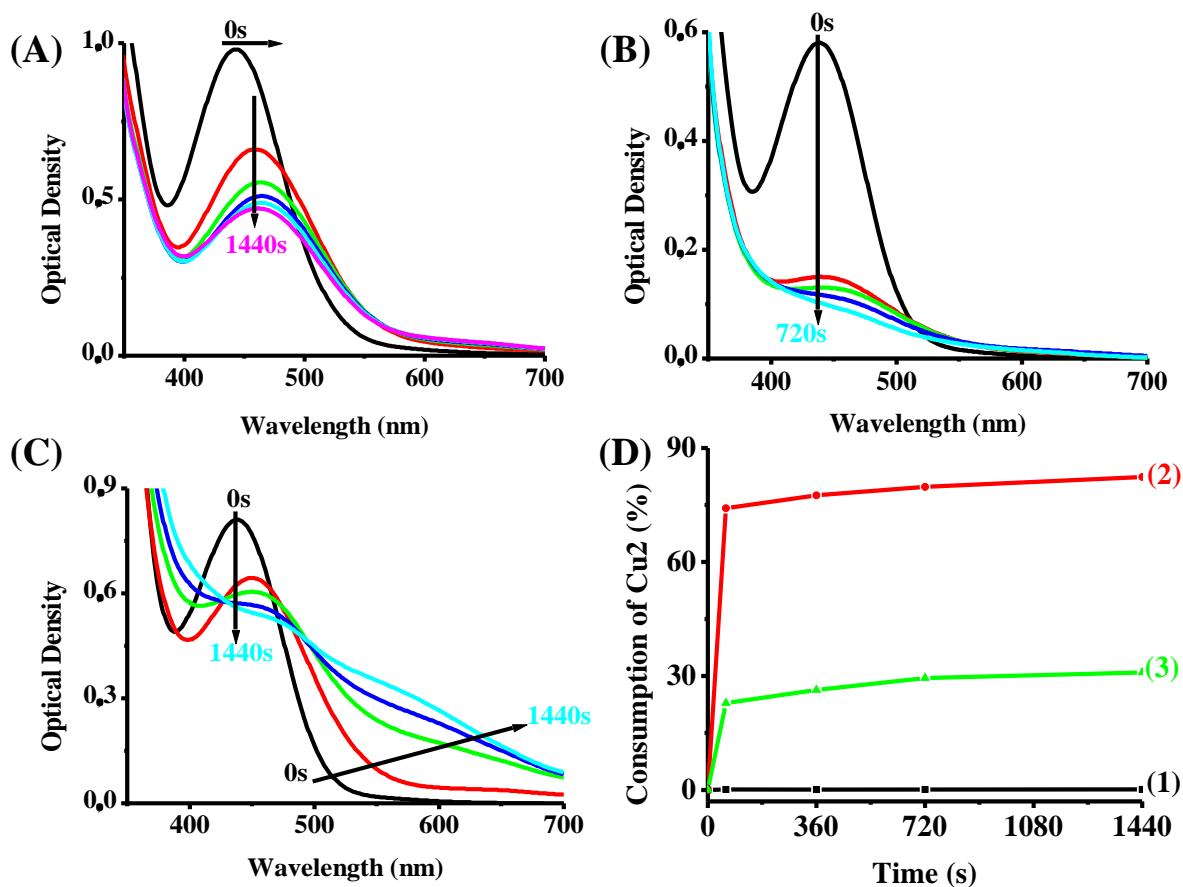 (A)
0s
1440s
1,0
0,5
0,0
400 500 600 700
Optical Density
Wavelength (nm)
(B)
0s
720s
0,6
0,4
0,2
0,0
400 500 600 700
Optical Density
Wavelength (nm)
(C)
0s
1440s
0s
1440s
0,9
0,6
0,3
0,0
400 500 600 700
Optical Density
Wavelength (nm)
(D)
90
60
30
0
0 360 720 1080 1440
Consumption of Cu2 (%)
Time (s)
(2)
(3)
(1)